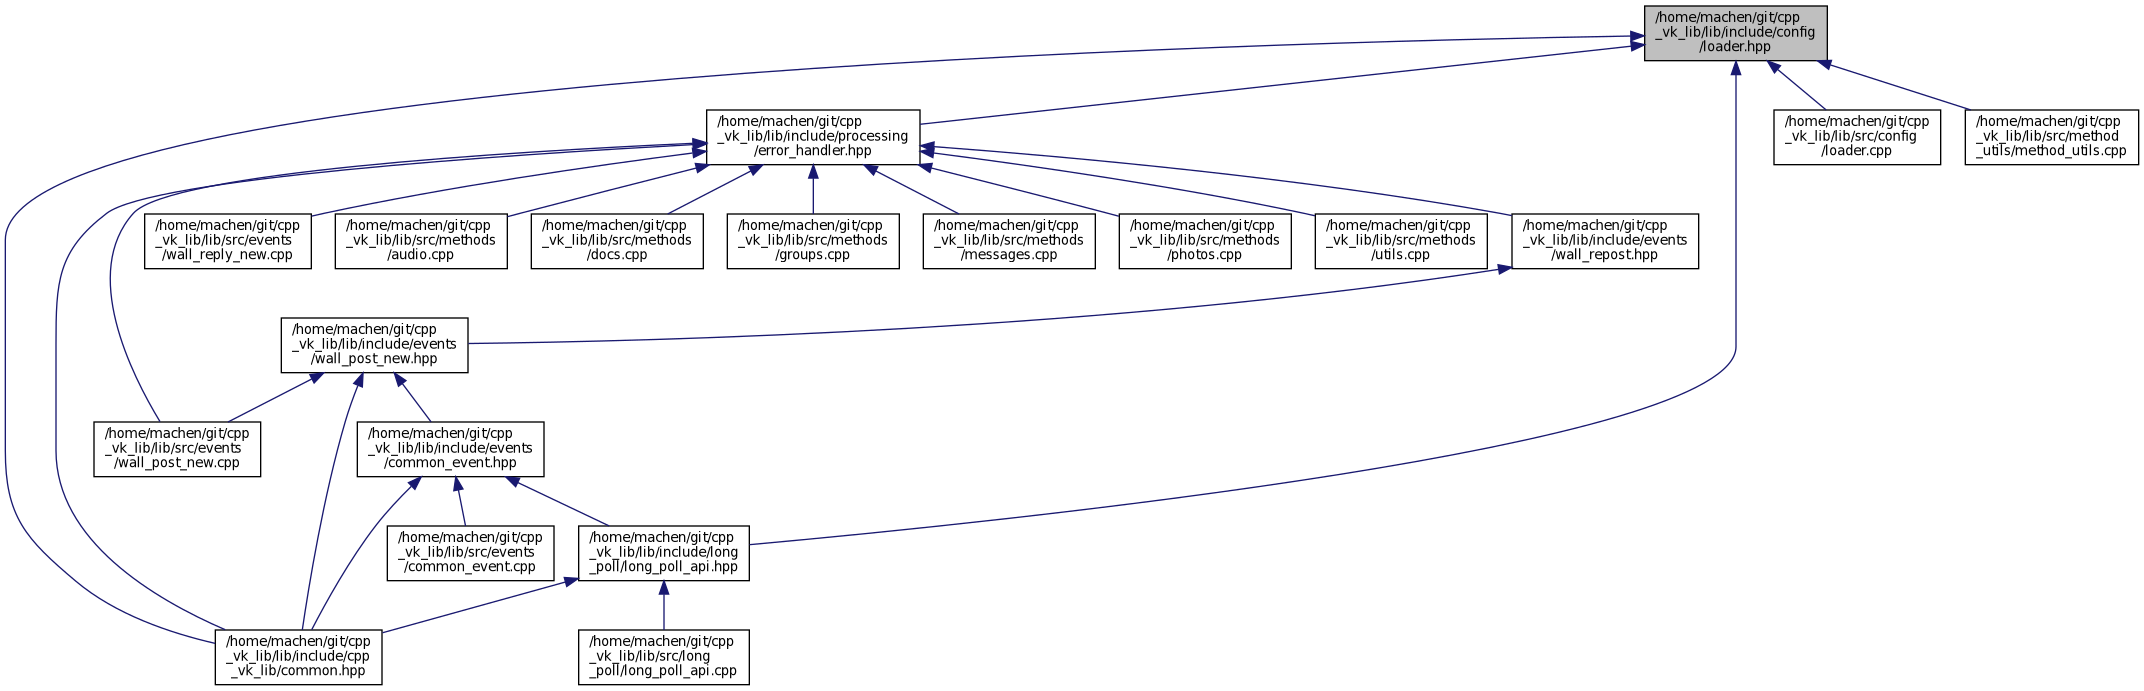 /home/machen/git/cpp
_vk_lib/lib/include/config
/loader.hpp
/home/machen/git/cpp
_vk_lib/lib/include/processing
/error_handler.hpp
/home/machen/git/cpp
_vk_lib/lib/src/config
/loader.cpp
/home/machen/git/cpp
_vk_lib/lib/src/method
_utils/method_utils.cpp
/home/machen/git/cpp
_vk_lib/lib/src/events
/wall_reply_new.cpp
/home/machen/git/cpp
_vk_lib/lib/src/methods
/audio.cpp
/home/machen/git/cpp
_vk_lib/lib/src/methods
/docs.cpp
/home/machen/git/cpp
_vk_lib/lib/src/methods
/groups.cpp
/home/machen/git/cpp
_vk_lib/lib/src/methods
/messages.cpp
/home/machen/git/cpp
_vk_lib/lib/src/methods
/photos.cpp
/home/machen/git/cpp
_vk_lib/lib/src/methods
/utils.cpp
/home/machen/git/cpp
_vk_lib/lib/include/events
/wall_repost.hpp
/home/machen/git/cpp
_vk_lib/lib/include/events
/wall_post_new.hpp
/home/machen/git/cpp
_vk_lib/lib/src/events
/wall_post_new.cpp
/home/machen/git/cpp
_vk_lib/lib/include/events
/common_event.hpp
/home/machen/git/cpp
_vk_lib/lib/src/events
/common_event.cpp
/home/machen/git/cpp
_vk_lib/lib/include/long
_poll/long_poll_api.hpp
/home/machen/git/cpp
_vk_lib/lib/include/cpp
_vk_lib/common.hpp
/home/machen/git/cpp
_vk_lib/lib/src/long
_poll/long_poll_api.cpp